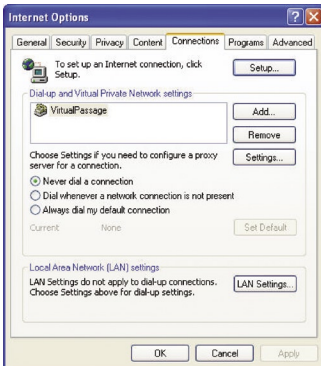 Internet Options
General Security Privacy Content Connections Programs Advanced
To set up an Internet connection, click Setup.
Setup...
Dial-up and Virtual Private Network settings
VirtualPassage
Add...
Remove
Choose Settings if you need to configure a proxy
server for a connection.
Settings...
Never dial a connection
Dial whenever a network connection is not present
Always dial my default connection
Current None
Set Default
Local Area Network (LAN) settings
LAN Settings do not apply to dial-up connections.
Choose Settings above for dial-up settings.
LAN Settings...
OK Cancel Apply